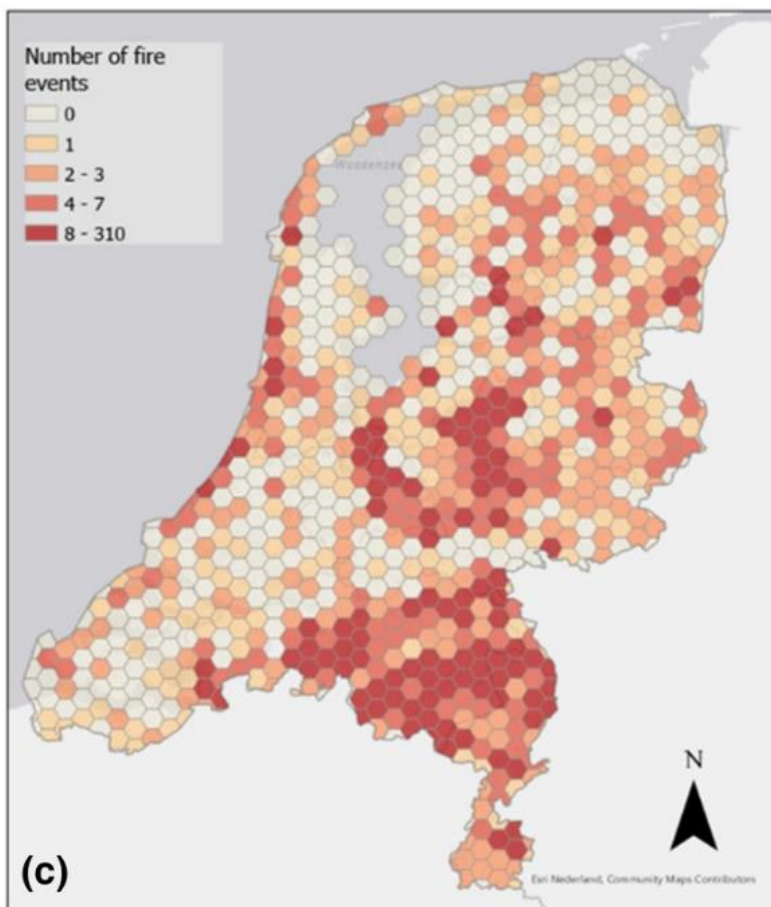 Number of fire
events
0
1
2 - 3
4 - 7
8 - 310
Waddenzee
N
(c)
Esri Nederland, Community Maps Contributors